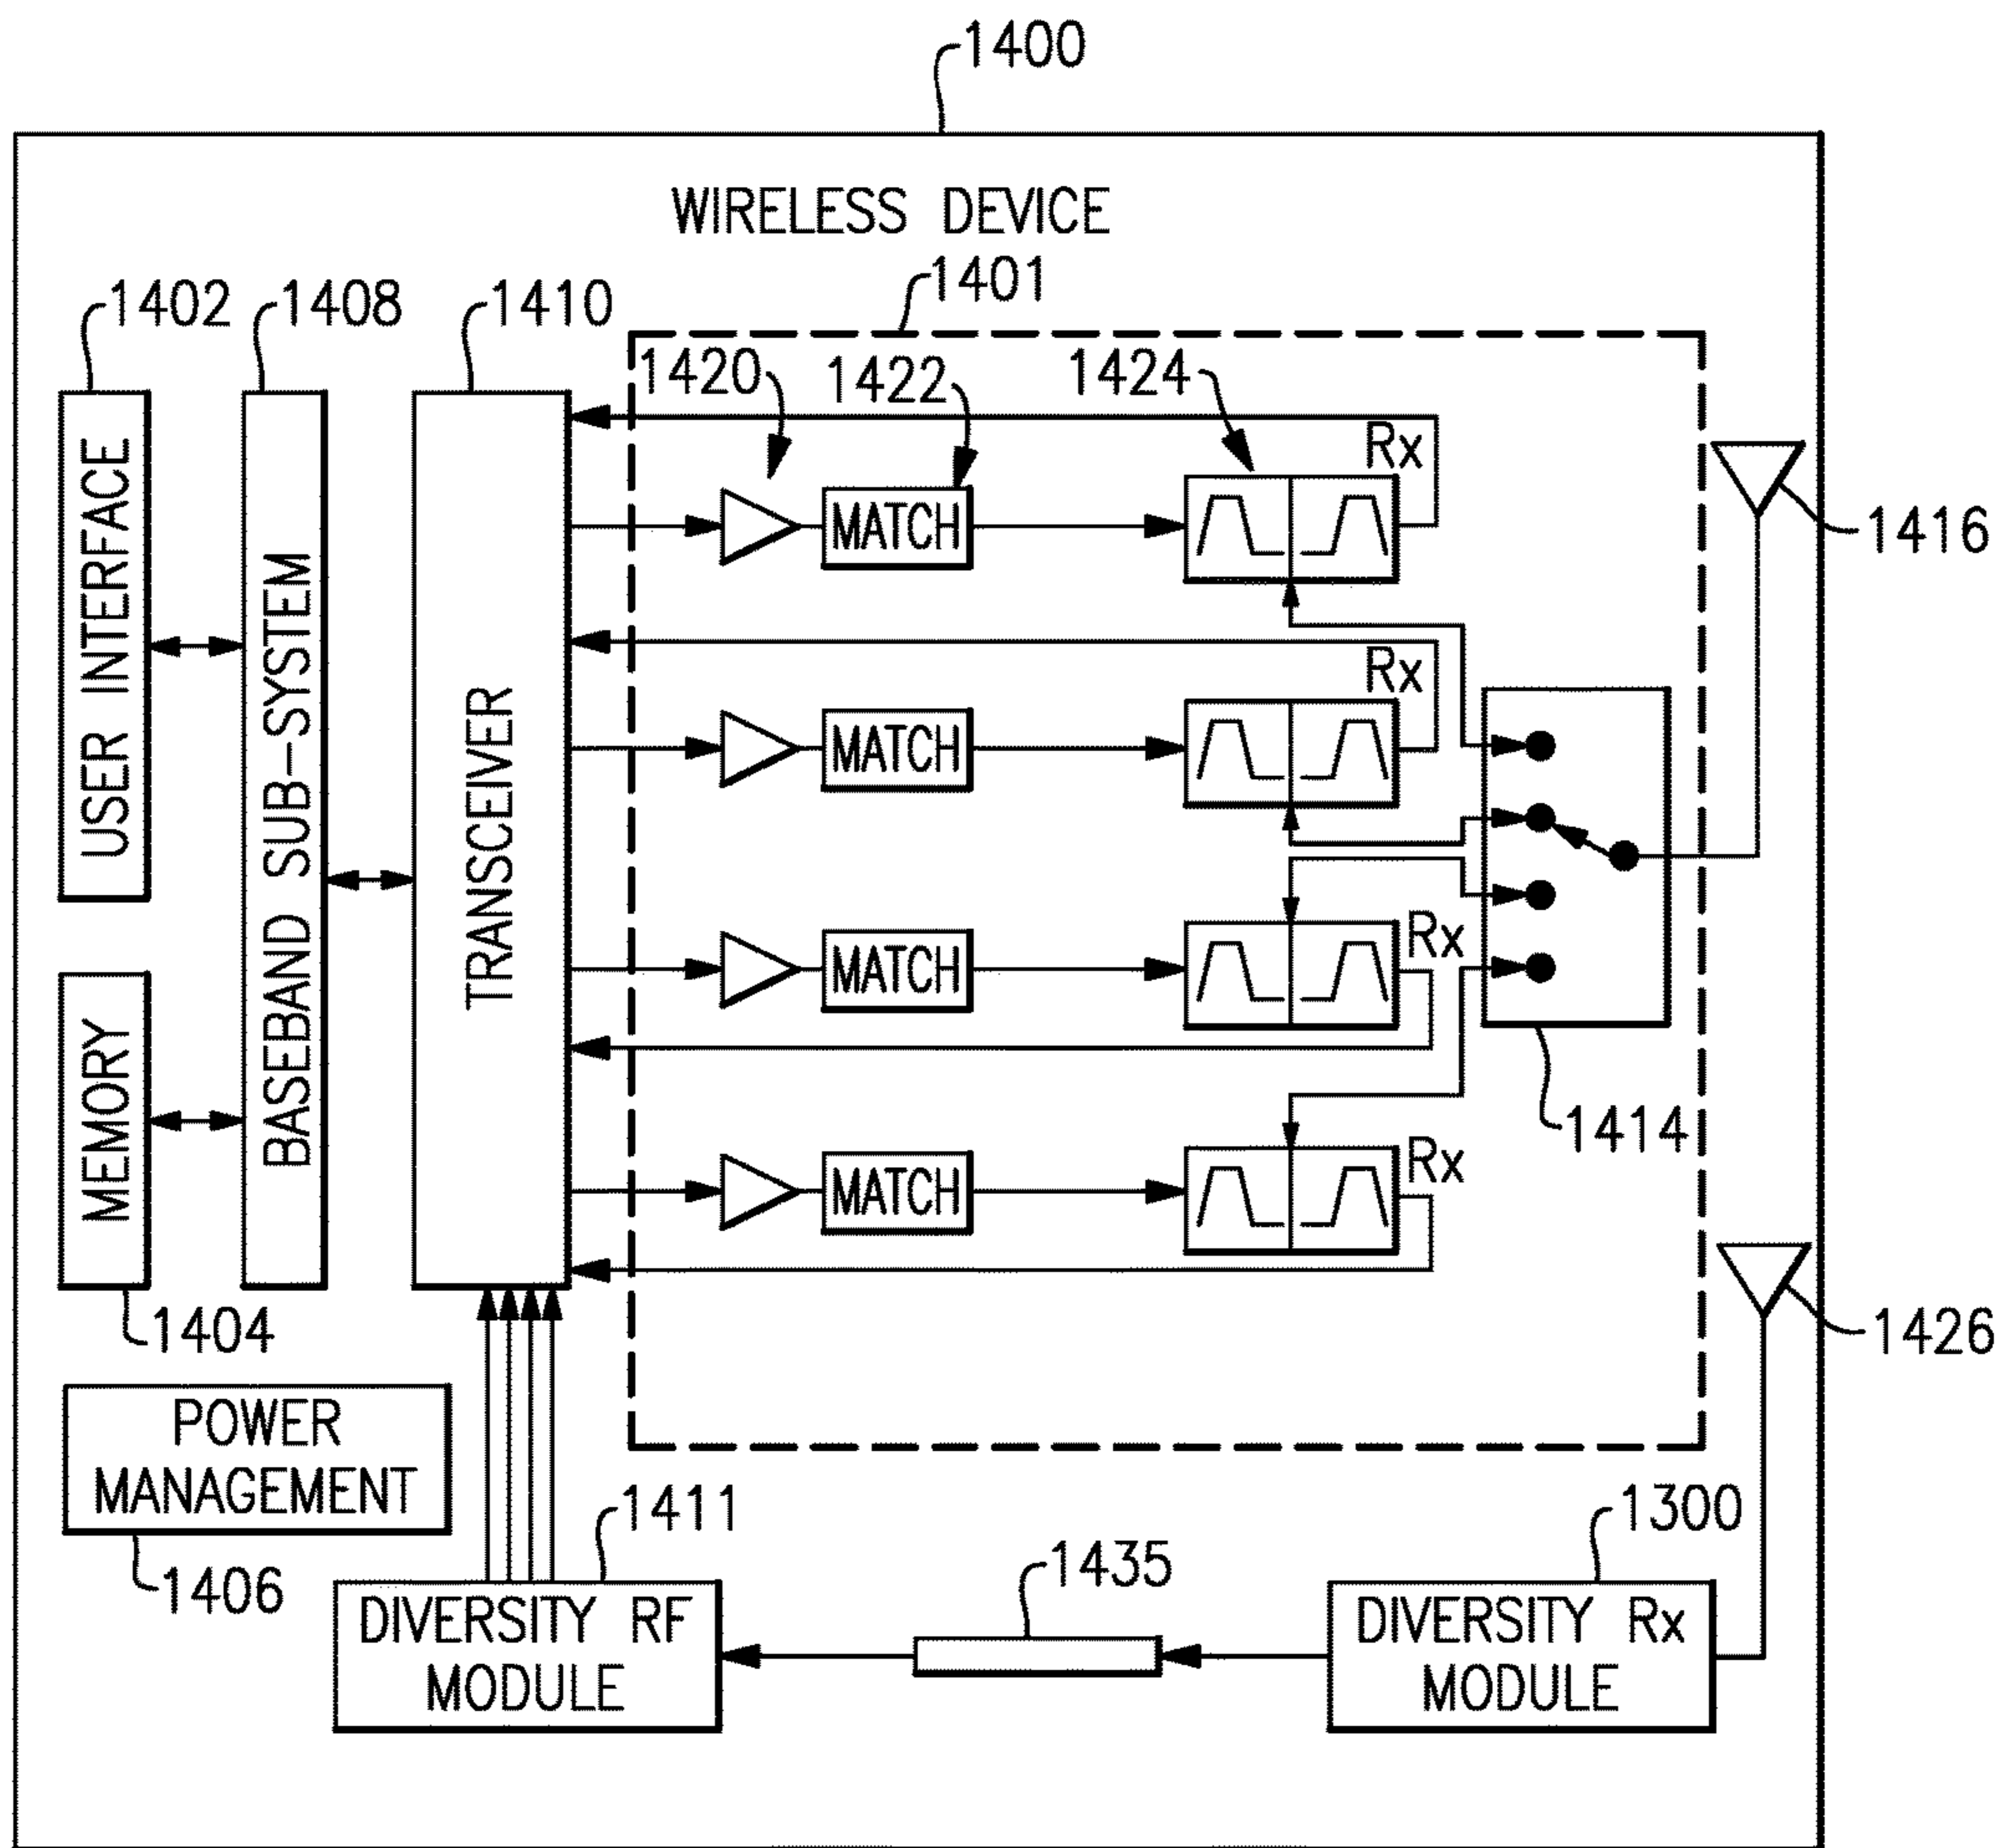 1400
WIRELESS DEVICE
1402
1408
1410
1401
1420
1422
1424
Rx
MATCH
1416
USER INTERFACE
BASEBAND SUB-SYSTEM
TRANSCEIVER
Rx
MATCH
Rx
MATCH
MEMORY
1414
Rx
MATCH
1404
1426
POWER
MANAGEMENT
1406
1411
1435
1300
DIVERSITY RF
MODULE
DIVERSITY Rx
MODULE